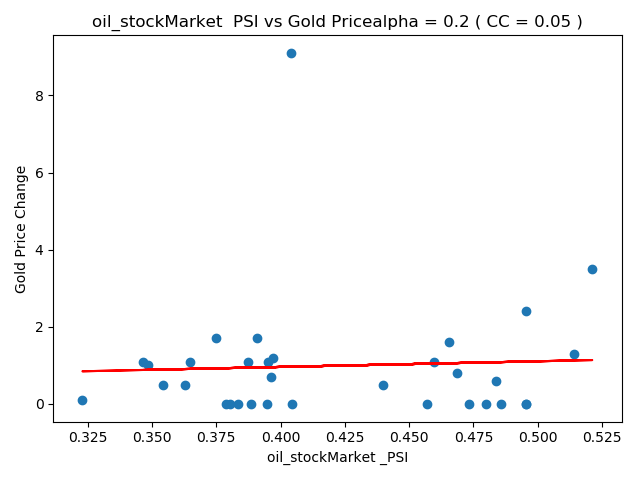 oil_stockMarket  PSI vs Gold Pricealpha = 0.2 ( CC = 0.05 )
Gold Price Change
8
6
4
2
0
0.325 0.350 0.375 0.400 0.425 0.450 0.475 0.500 0.525
oil_stockMarket _PSI